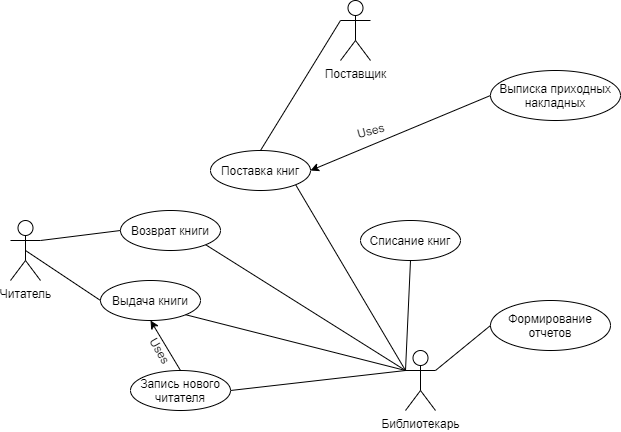 Поставщик
Выписка приходных
накладных
Uses
Поставка книг
Возврат книги
Списание книг
Читатель
Выдача книги
Формирование
отчетов
Uses
Запись нового
читателя
Библиотекарь